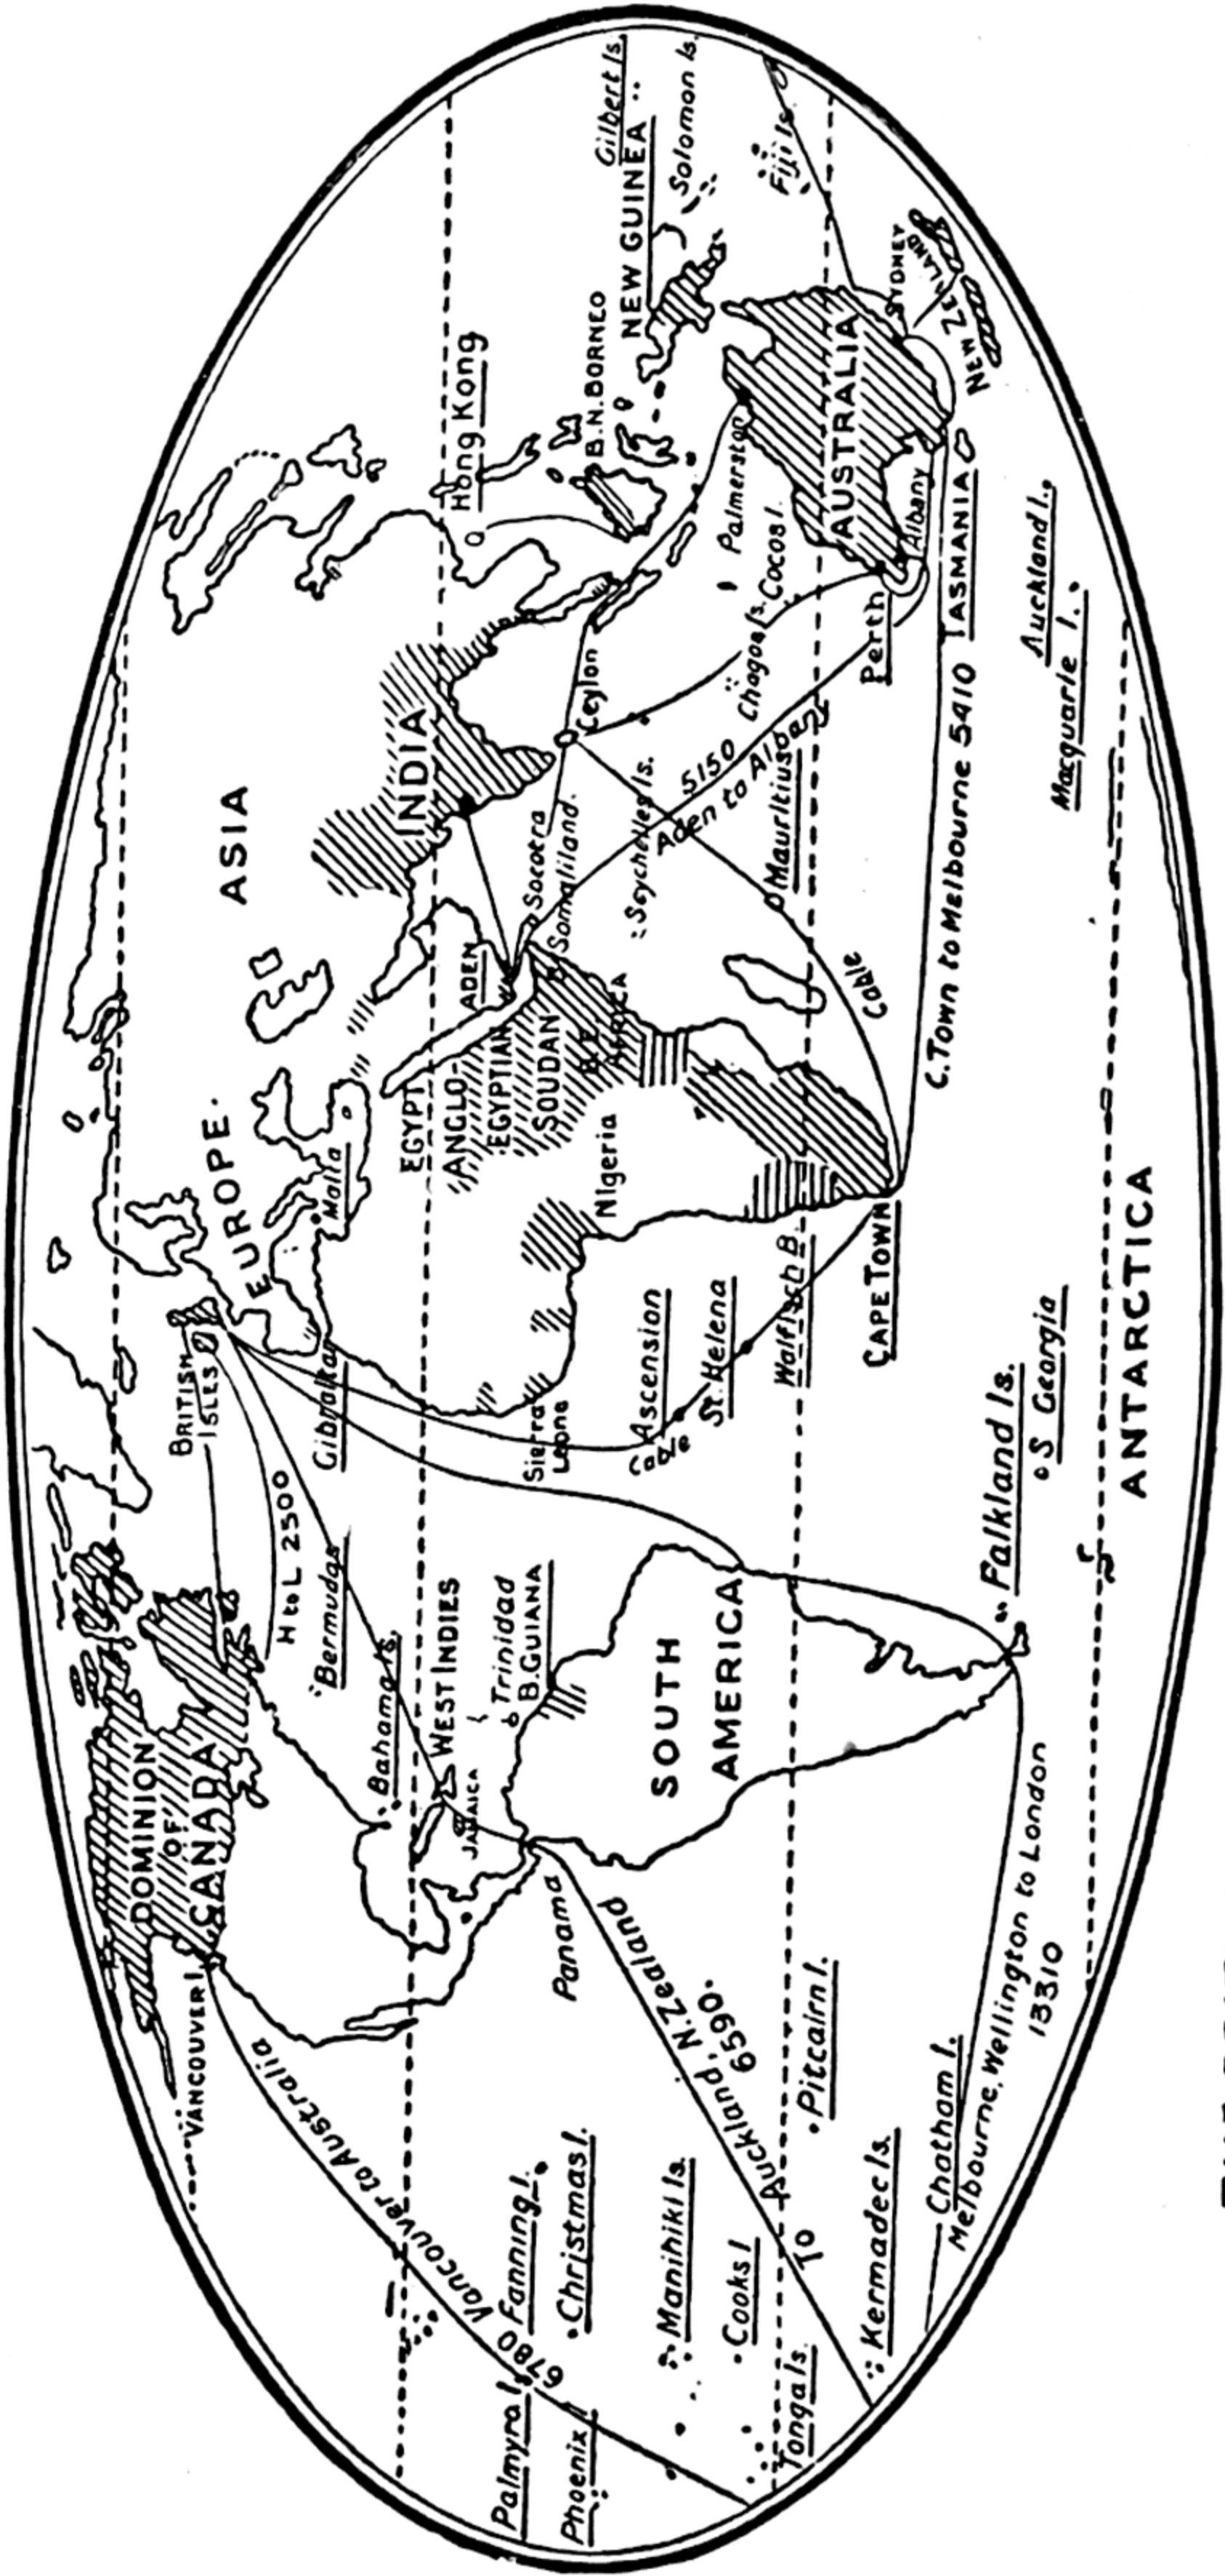 DOMINION
OF
CANADA
VANCOUVER I.
BRITISH
ISLES
EUROPE.
ASIA
H to L 2500
Gibraltar
Malta
Bermudas
Bahama Is.
WEST INDIES
JAMAICA
Trinidad
B. GUIANA
Panama
SOUTH
AMERICA
6780 Vancouver to Australia
Palmyra I.
Fanning I.
Christmas I.
Phoenix I
Manihiki Is.
Cooks I
Tonga Is.
TO Auckland, N. Zealand
6590.
Pitcairn I.
Kermadec Is.
Chatham I.
Melbourne, Wellington to London
13310
Falkland Is.
S Georgia
ANTARCTICA
Sierra
Leone
Cable
Ascension
St. Helena
Walfisch B.
CAPE TOWN
EGYPT
ANGLO-
EGYPTIAN
SOUDAN
Nigeria
B.E.
AFRICA
ADEN
Socotra
Somaliland.
INDIA
Ceylon
Seychelles Is.
5150
Aden to Albany
Mauritius
Cable
C. Town to Melbourne 5410
Chagos Is.
Cocos I.
Hong Kong
B.N. BORNEO
NEW GUINEA
Gilbert Is.
Solomon Is.
Fiji Is.
Palmerston
AUSTRALIA
Perth
Albany
SYDNEY
NEW ZEALAND
TASMANIA
Auckland I.
Macquarie I.